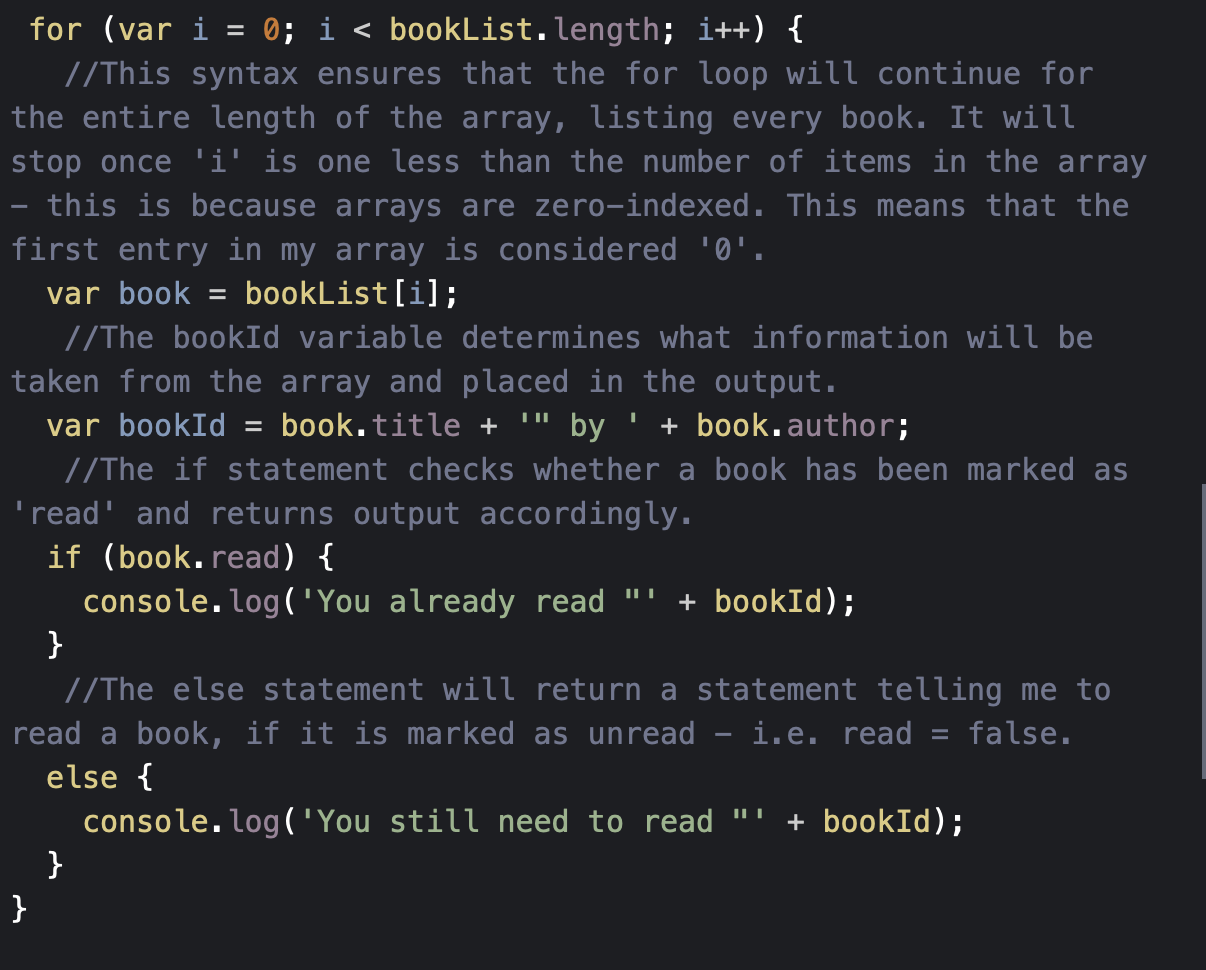 for (var i = 0; i < bookList.length; i++) {
//This syntax ensures that the for loop will continue for
the entire length of the array, listing every book. It will
stop once 'i' is one less than the number of items in the array
– this is because arrays are zero-indexed. This means that the
first entry in my array is considered '0'.
var book = bookList[i];
//The bookId variable determines what information will be
taken from the array and placed in the output.
var bookId = book.title + '" by ' + book.author;
//The if statement checks whether a book has been marked as
'read' and returns output accordingly.
if (book.read) {
console.log('You already read "' + bookId);
}
//The else statement will return a statement telling me to
read a book, if it is marked as unread – i.e. read = false.
else {
console.log('You still need to read "' + bookId);
}
}